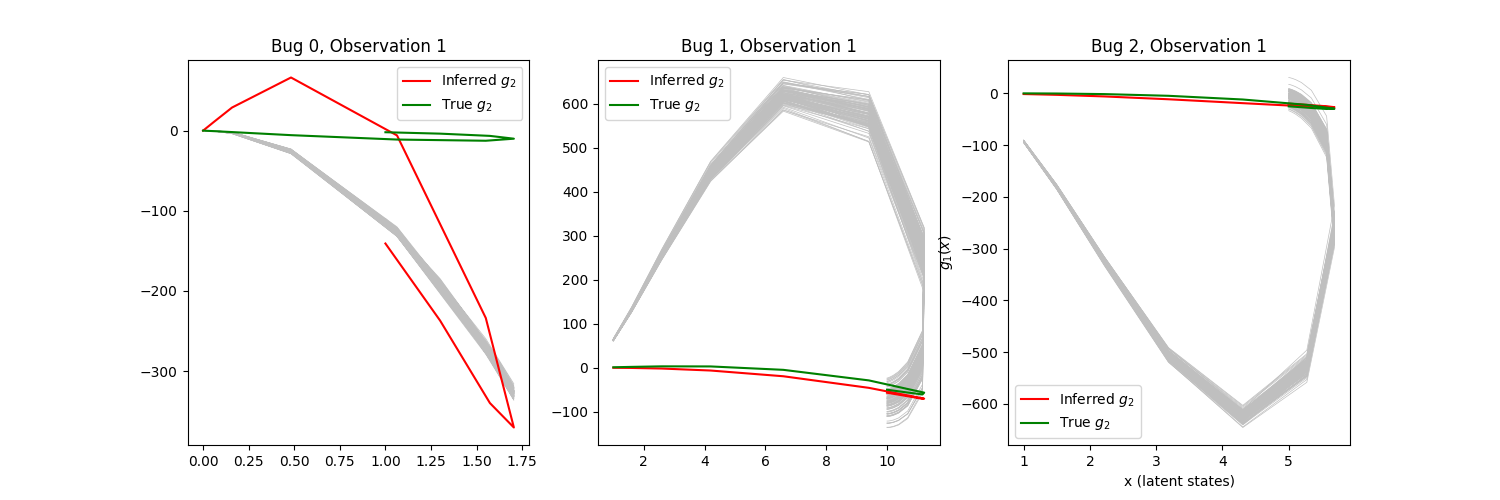 Bug 0, Observation 1
Inferred g₂
True g₂
0
−100
−200
−300
0.00 0.25 0.50 0.75 1.00 1.25 1.50 1.75
Bug 1, Observation 1
Inferred g₂
True g₂
600
500
400
300
200
100
0
−100
2 4 6 8 10
Bug 2, Observation 1
g₁(x)
0
−100
−200
−300
−400
−500
−600
Inferred g₂
True g₂
1 2 3 4 5
x (latent states)